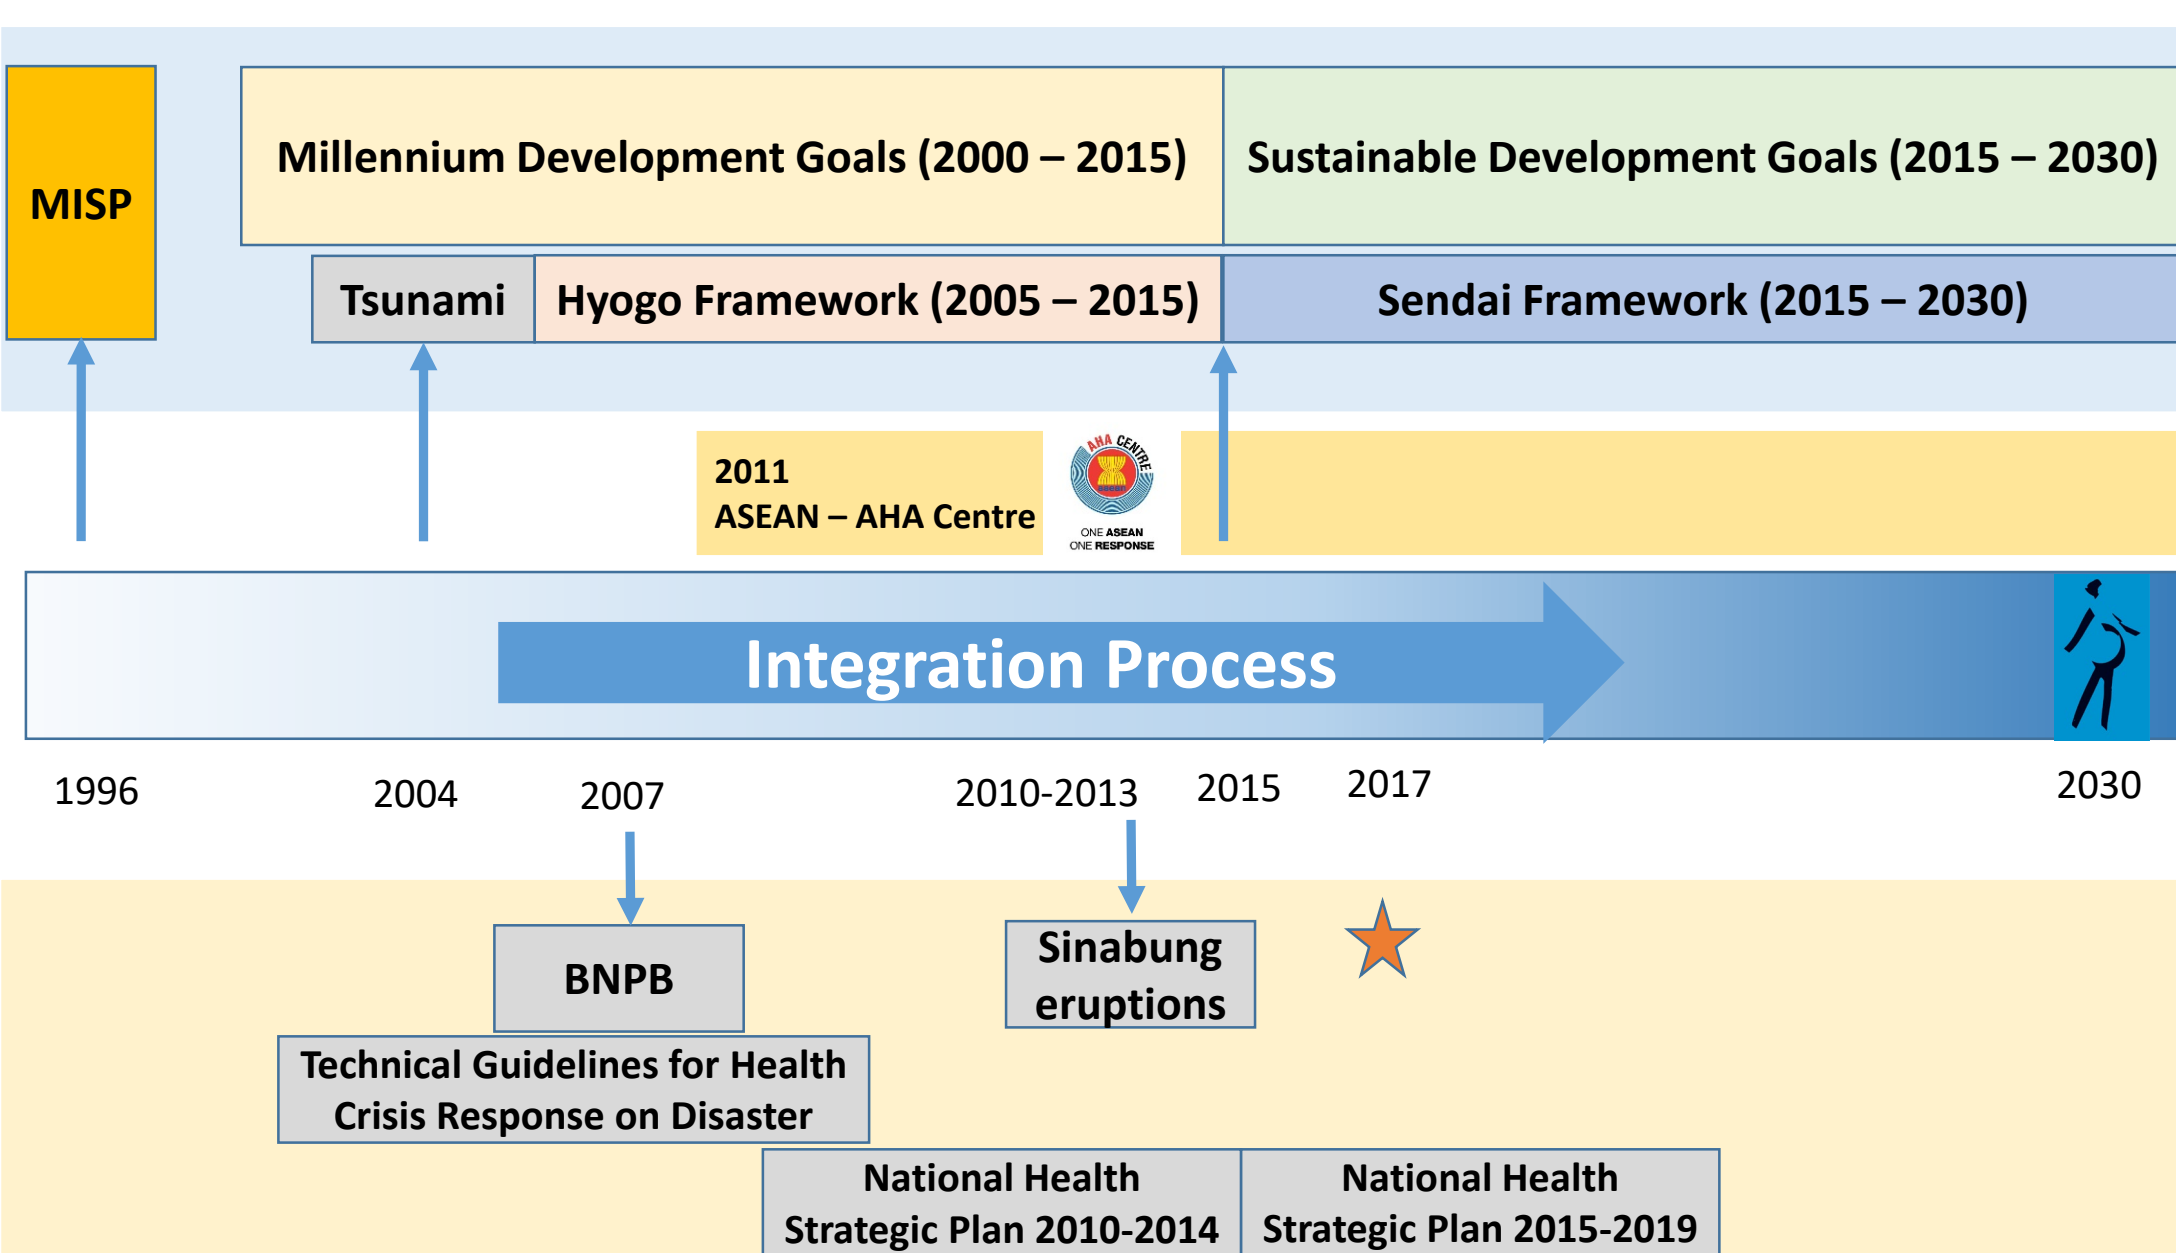 MISP
Millennium Development Goals (2000 – 2015)
Sustainable Development Goals (2015 – 2030)
Tsunami
Hyogo Framework (2005 – 2015)
Sendai Framework (2015 – 2030)
2011
ASEAN – AHA Centre
AHA CENTRE
asean
ONE ASEAN
ONE RESPONSE
Integration Process
1996
2004
2007
2010-2013
2015
2017
2030
BNPB
Sinabung
eruptions
Technical Guidelines for Health
Crisis Response on Disaster
National Health
Strategic Plan 2010-2014
National Health
Strategic Plan 2015-2019